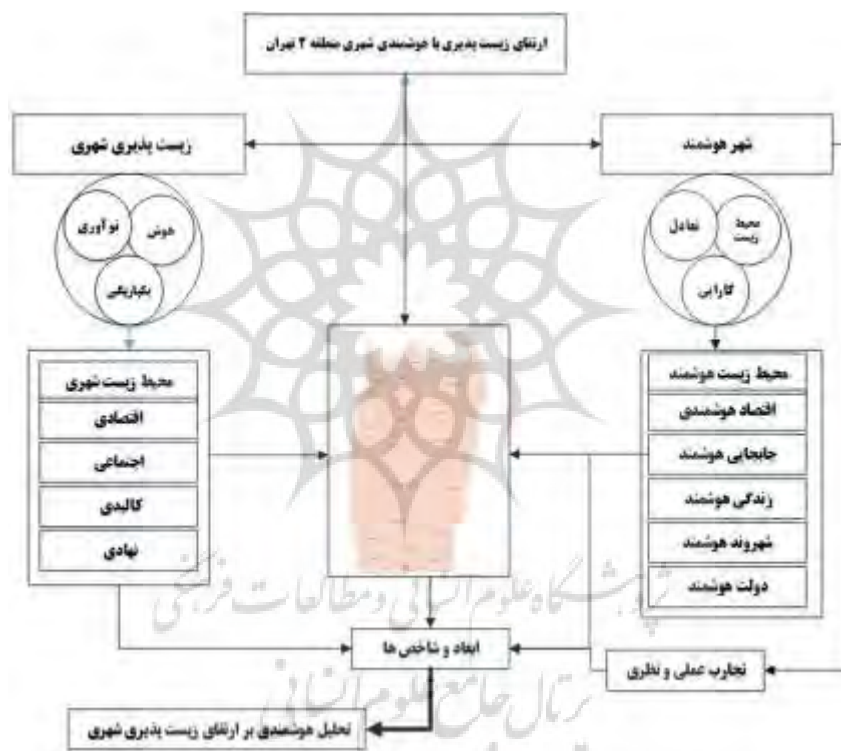 ارتقای زیست پذیری با هوشمندی شهری منطقه ۲ تهران
شهر هوشمند
زیست پذیری شهری
محیط
زیست
تعادل
کارایی
هوش
نوآوری
یکپارچگی
محیط زیست هوشمند
اقتصاد هوشمندی
جابجایی هوشمند
زندگی هوشمند
شهروند هوشمند
دولت هوشمند
محیط زیست شهری
اقتصادی
اجتماعی
کالبدی
نهادی
پژوهشگاه علوم انسانی و مطالعات فرهنگی
ابعاد و شاخص ها
تجارب عملی و نظری
پرتال جامع علوم انسانی
تحلیل هوشمندی بر ارتقای زیست پذیری شهری